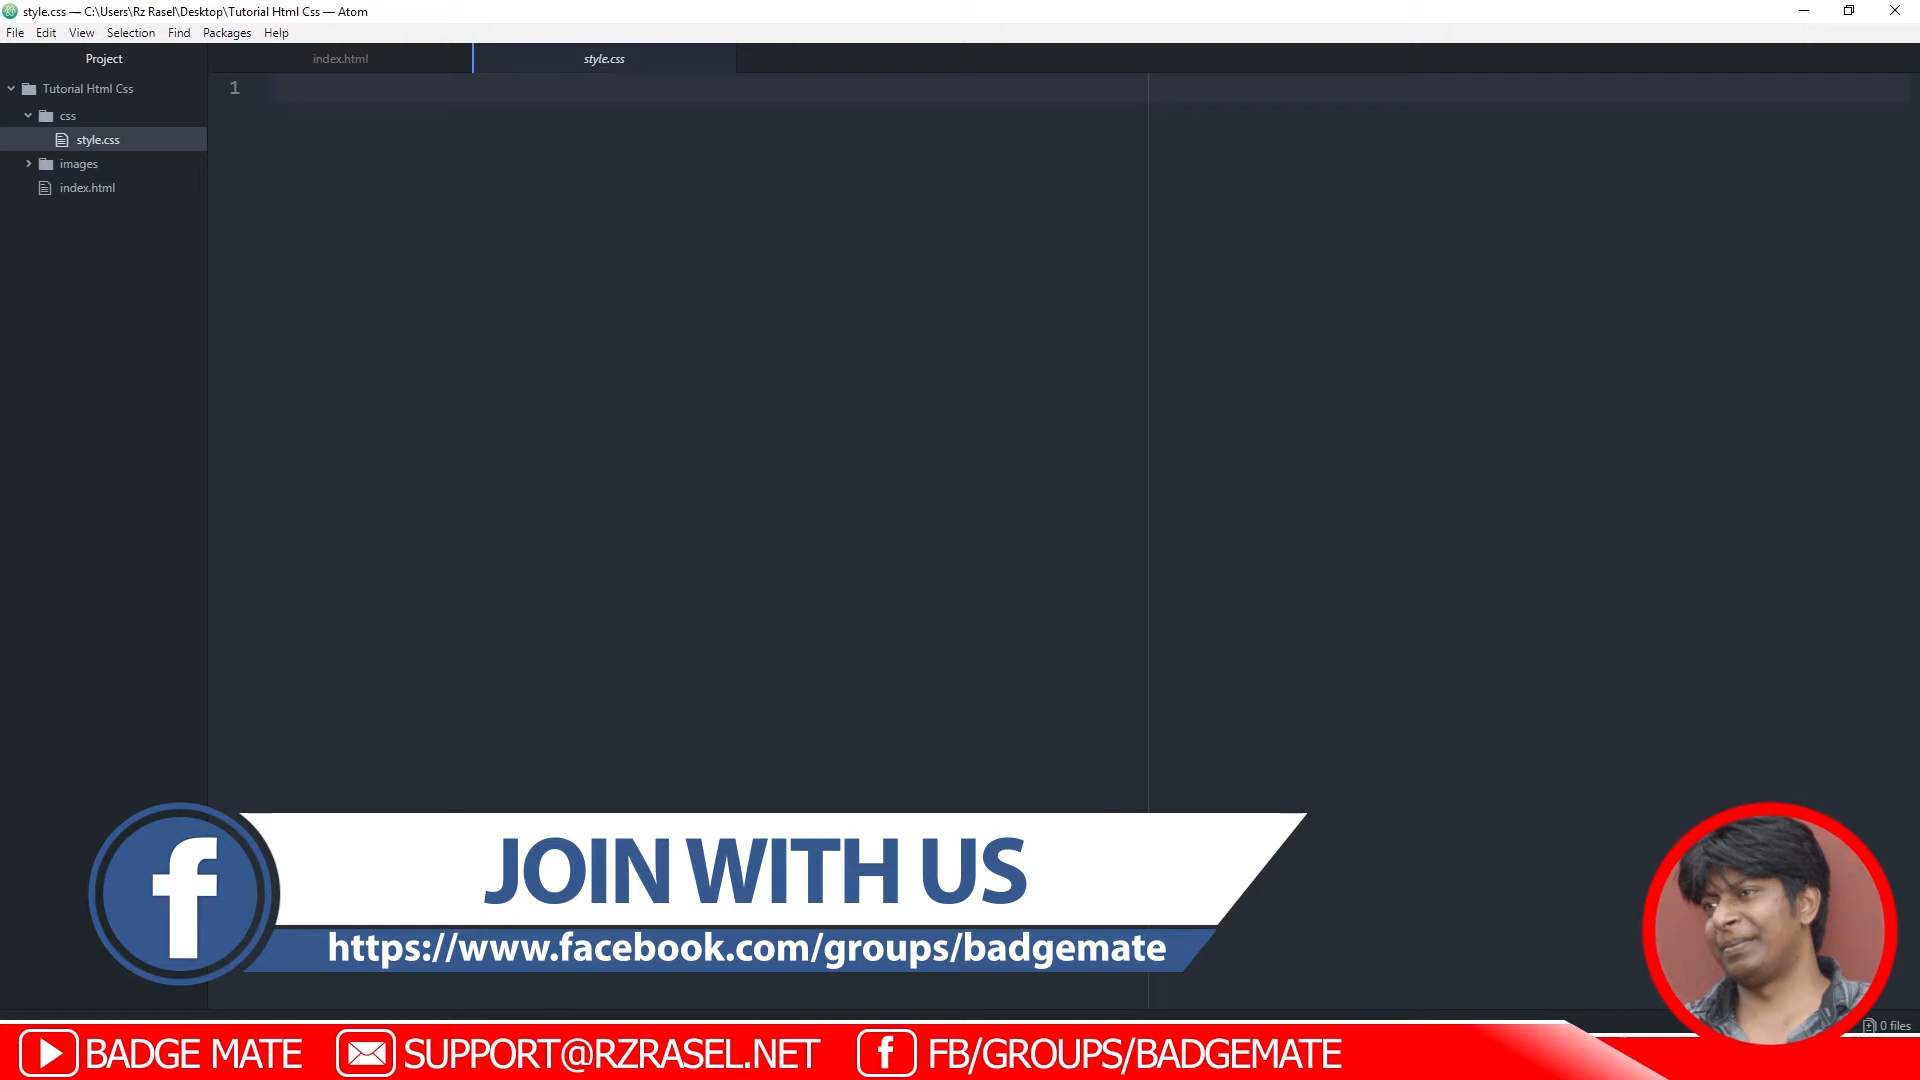 style.css — C:\Users\Rz Rasel\Desktop\Tutorial Html Css — Atom
File Edit View Selection Find Packages Help
Project
index.html
style.css
Tutorial Html Css
1
css
style.css
images
index.html
JOIN WITH US
https://www.facebook.com/groups/badgemate
0 files
BADGE MATE
SUPPORT@RZRASEL.NET
FB/GROUPS/BADGEMATE